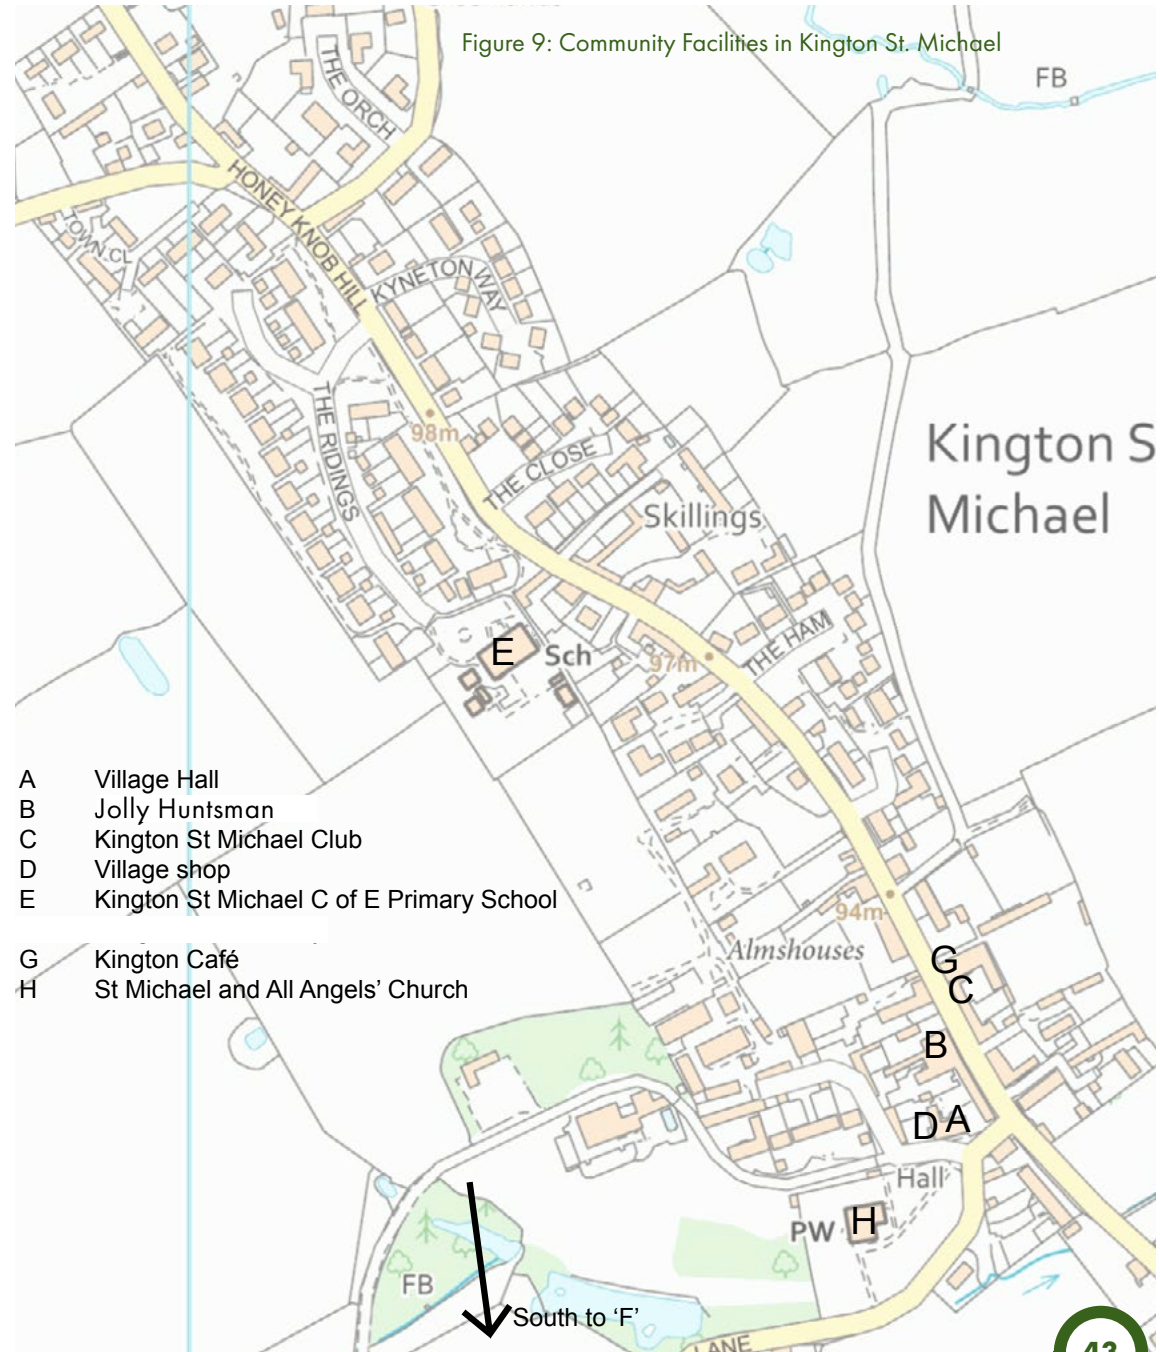 Figure 9: Community Facilities in Kington St. Michael
FB
THE ORCH
HONEY KNOB HILL
TOWN CL
KYNETON WAY
THE RIDINGS
98m
THE CLOSE
Kington S
Michael
Skillings
E
Sch
97m
THE HAM
A Village Hall
B Jolly Huntsman
C Kington St Michael Club
D Village shop
E Kington St Michael C of E Primary School
G Kington Café
H St Michael and All Angels' Church
94m
Almshouses
G
C
B
D A
Hall
PW H
FB
South to 'F'
LANE
43